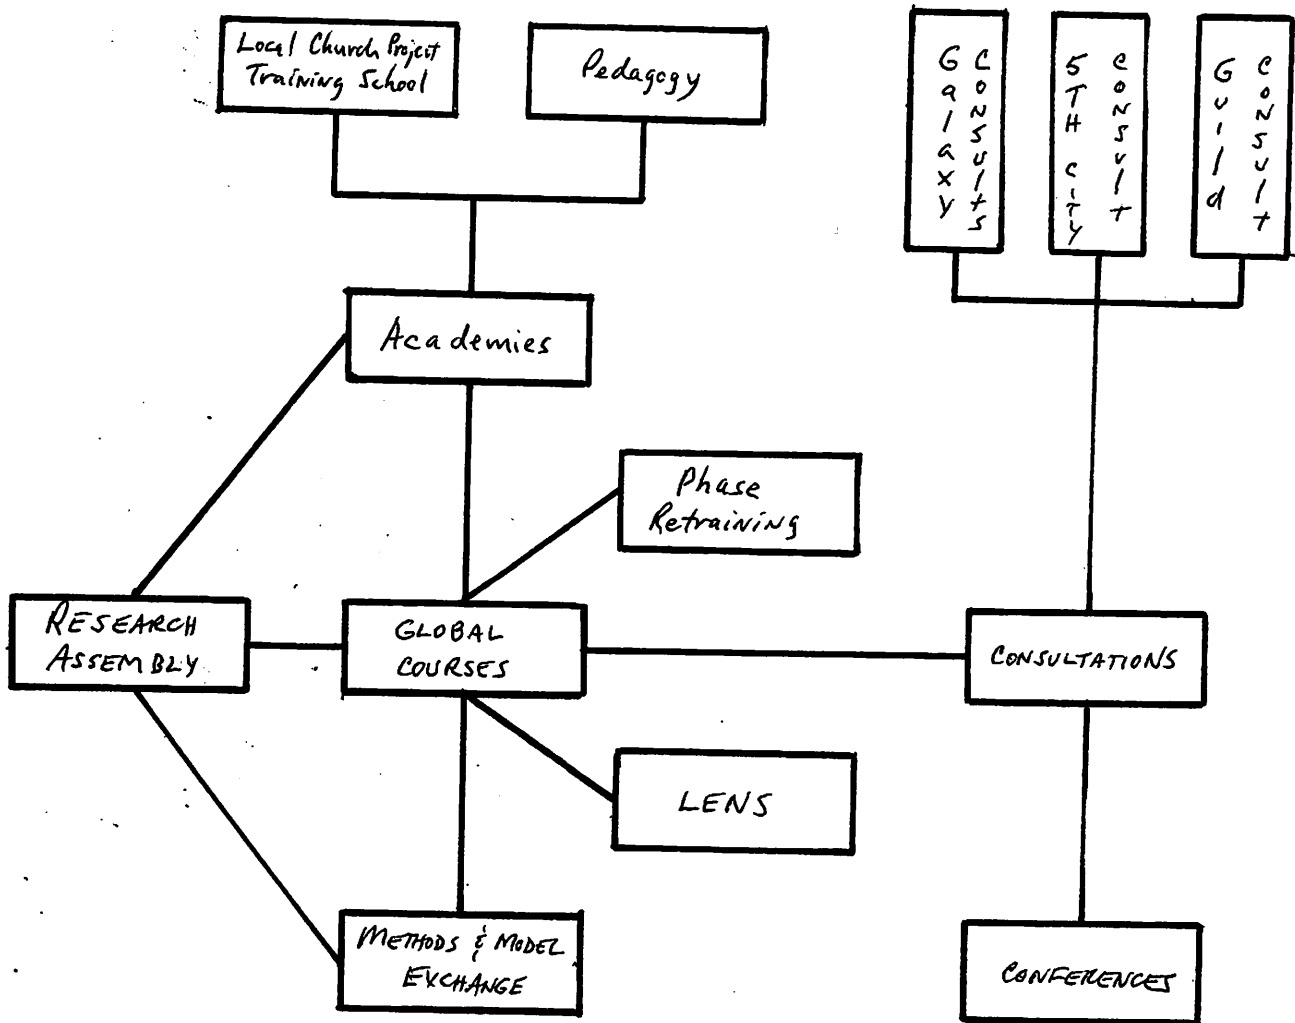 Local Church Project
Training School
Pedagogy
Galaxy
Consults
5TH CITY
CONSULT
Guild
CONSULT
Academies
Phase
Retraining
RESEARCH
ASSEMBLY
GLOBAL
COURSES
CONSULTATIONS
LENS
METHODS & MODEL
EXCHANGE
CONFERENCES